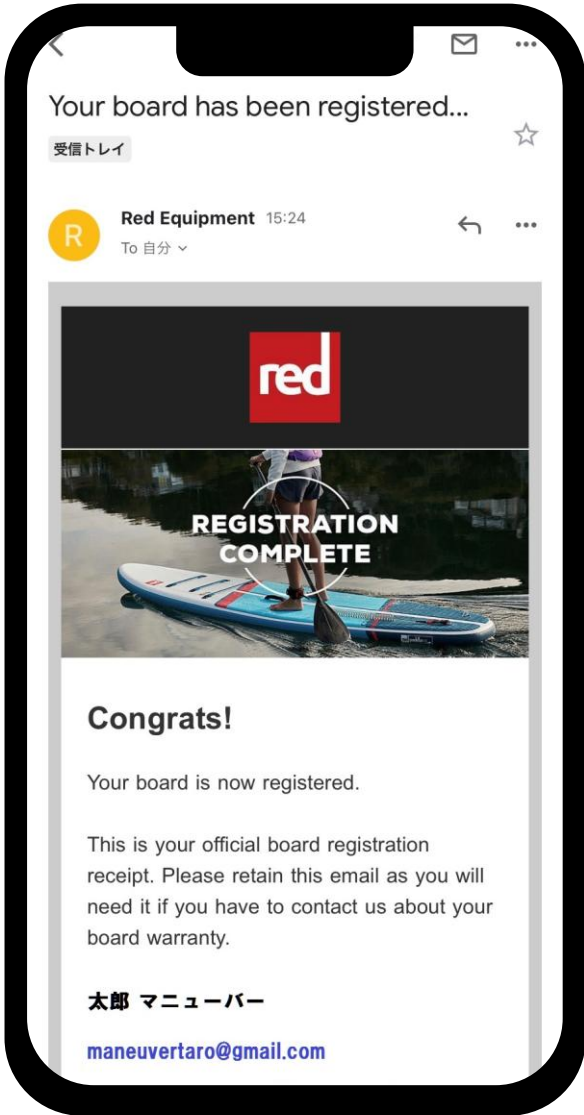 Your board has been registered...
受信トレイ
R
Red Equipment 15:24
To 自分
red
REGISTRATION
COMPLETE
Congrats!
Your board is now registered.
This is your official board registration
receipt. Please retain this email as you will
need it if you have to contact us about your
board warranty.
太郎 マニューバー
maneuvertaro@gmail.com